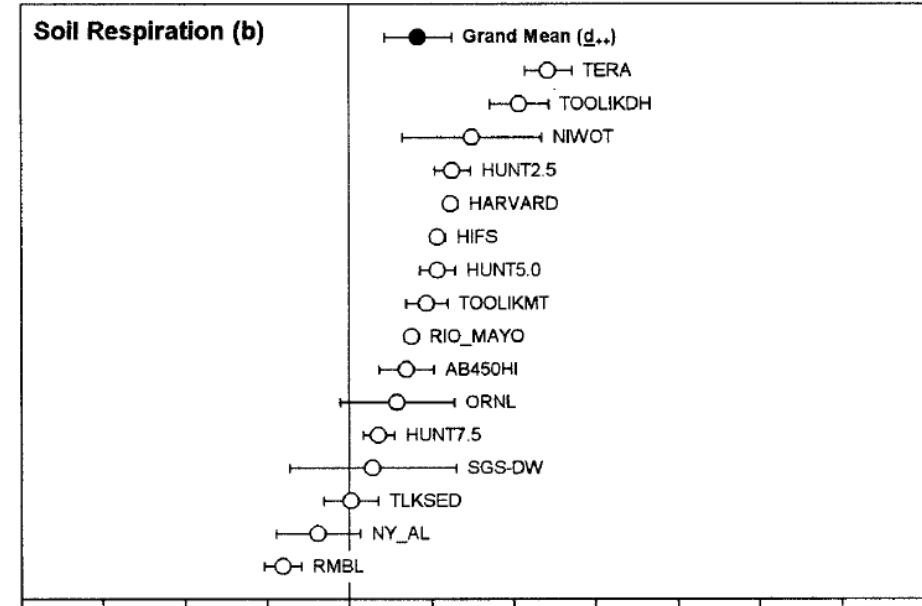 Soil Respiration (b)
Grand Mean (d++)
TERA
TOOLIKDH
NIWOT
HUNT2.5
HARVARD
HIFS
HUNT5.0
TOOLIKMT
RIO_MAYO
AB450HI
ORNL
HUNT7.5
SGS-DW
TLKSED
NY_AL
RMBL